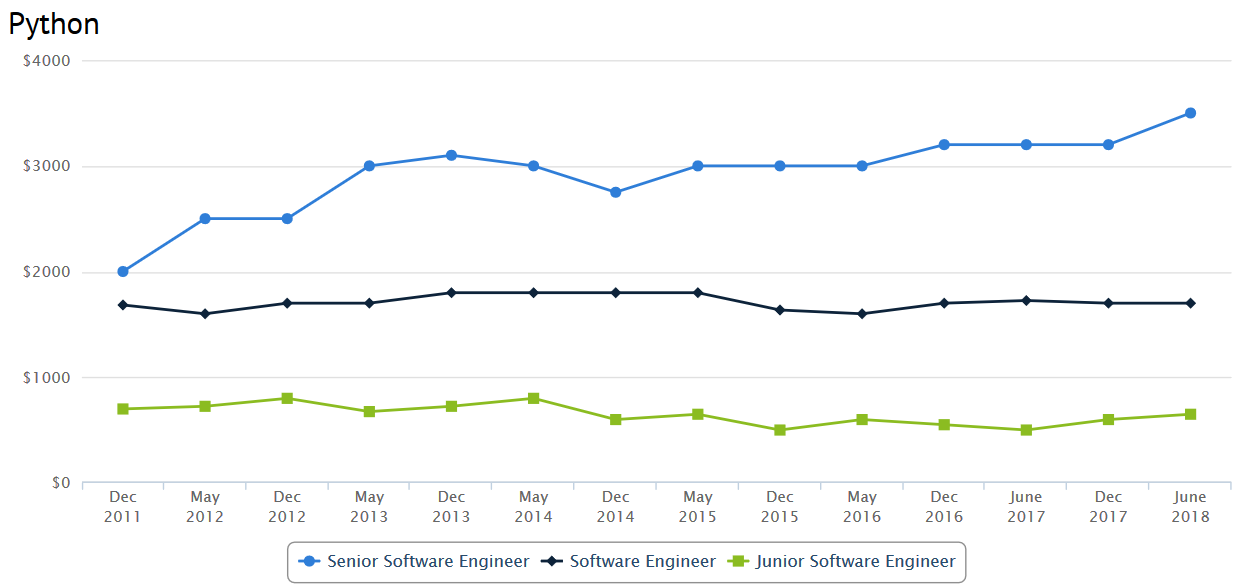 Python
$4000
$3000
$2000
$1000
$0
Dec May Dec May Dec May Dec May Dec May Dec June Dec June
2011 2012 2012 2013 2013 2014 2014 2015 2015 2016 2016 2017 2017 2018
Senior Software Engineer Software Engineer Junior Software Engineer